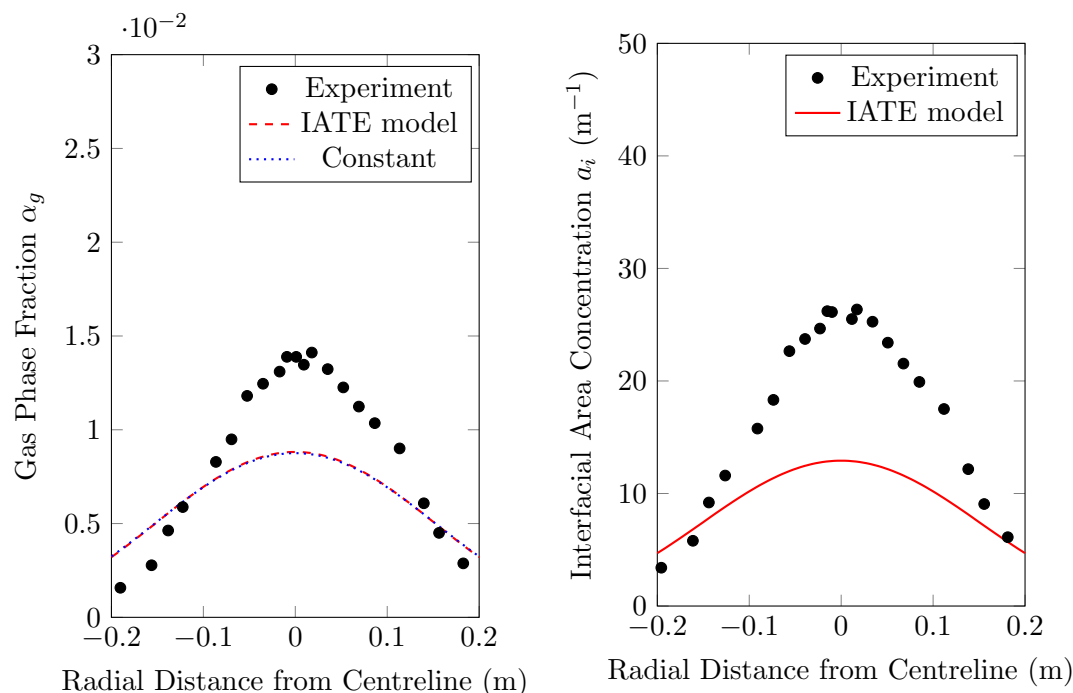 ·10−2
3
2.5
2
1.5
1
0.5
0
−0.2
−0.1
0
0.1
0.2
Gas Phase Fraction αg
Radial Distance from Centreline (m)
Experiment
IATE model
Constant
50
40
30
20
10
0
−0.2
−0.1
0
0.1
0.2
Interfacial Area Concentration ai (m−1)
Radial Distance from Centreline (m)
Experiment
IATE model